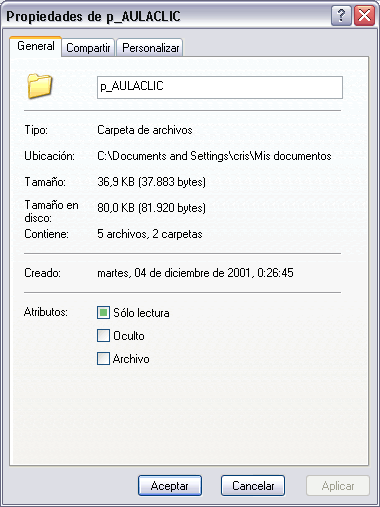 Propiedades de p_AULACLIC
General Compartir Personalizar
p_AULACLIC
Tipo: Carpeta de archivos
Ubicación: C:\Documents and Settings\cris\Mis documentos
Tamaño: 36,9 KB (37.883 bytes)
Tamaño en disco: 80,0 KB (81.920 bytes)
Contiene: 5 archivos, 2 carpetas
Creado: martes, 04 de diciembre de 2001, 0:26:45
Atributos: Sólo lectura
Oculto
Archivo
Aceptar Cancelar Aplicar